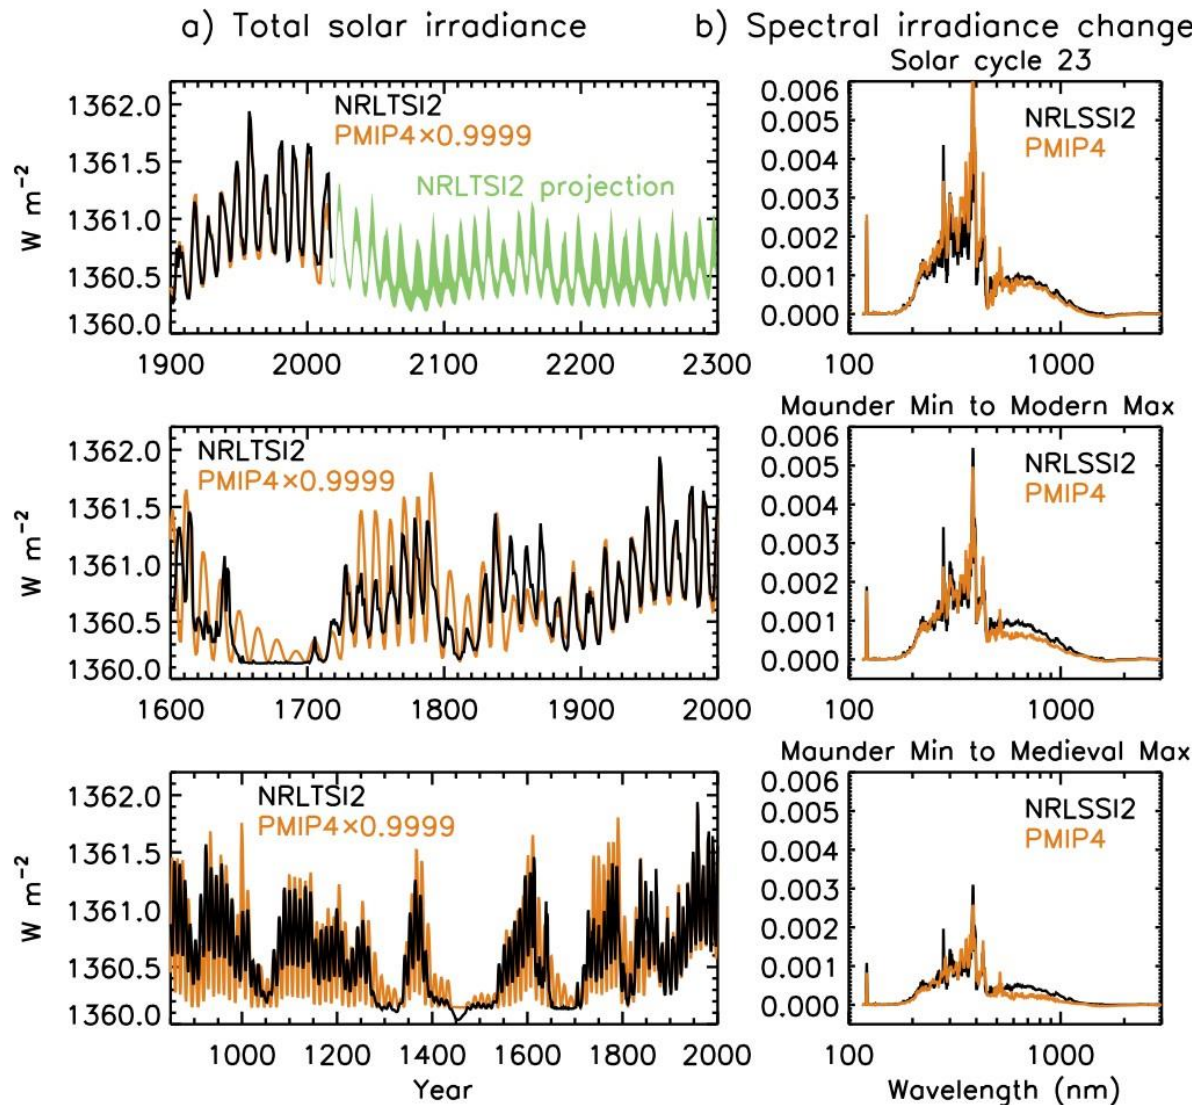 a) Total solar irradiance
b) Spectral irradiance change
Solar cycle 23
1362.0
1361.5
1361.0
1360.5
1360.0
W m⁻²
NRLTSI2
PMIP4×0.9999
NRLTSI2 projection
1900 2000 2100 2200 2300
0.006
0.005
0.004
0.003
0.002
0.001
0.000
NRLSSI2
PMIP4
100 1000
1362.0
1361.5
1361.0
1360.5
1360.0
W m⁻²
NRLTSI2
PMIP4×0.9999
1600 1700 1800 1900 2000
Maunder Min to Modern Max
0.006
0.005
0.004
0.003
0.002
0.001
0.000
NRLSSI2
PMIP4
100 1000
1362.0
1361.5
1361.0
1360.5
1360.0
W m⁻²
NRLTSI2
PMIP4×0.9999
1000 1200 1400 1600 1800 2000
Year
Maunder Min to Medieval Max
0.006
0.005
0.004
0.003
0.002
0.001
0.000
NRLSSI2
PMIP4
100 1000
Wavelength (nm)